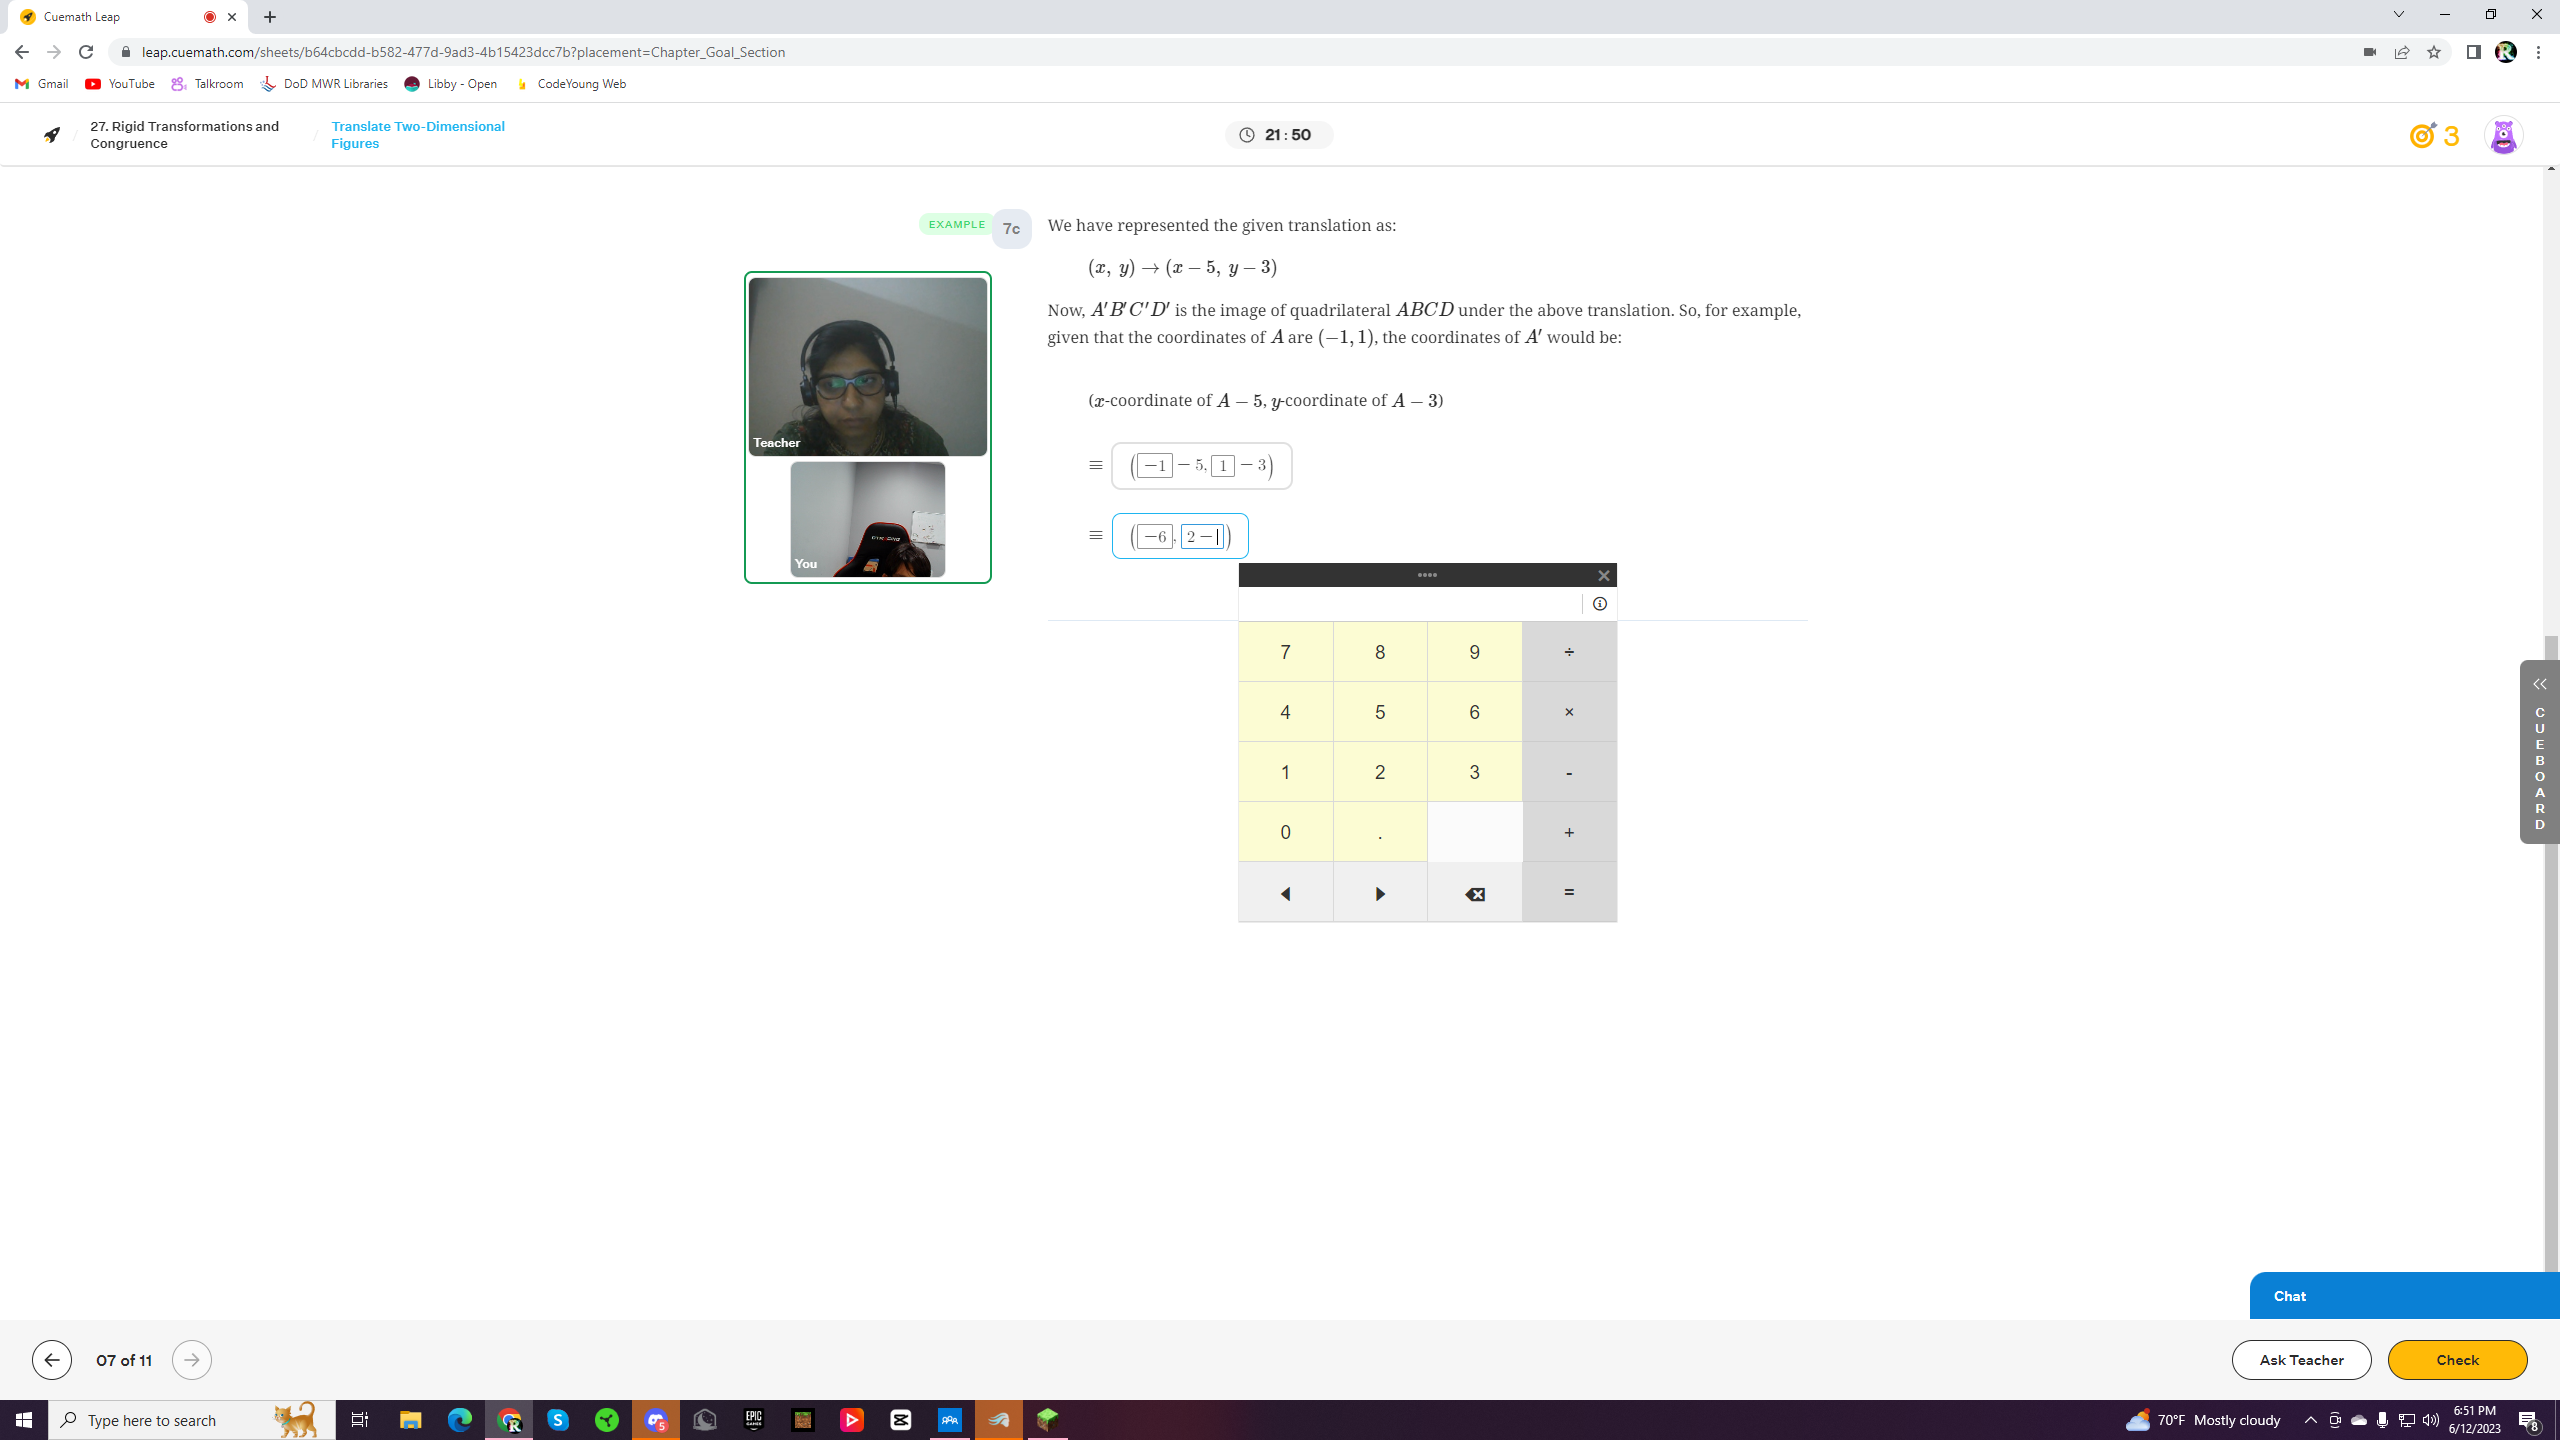 Cuemath Leap
leap.cuemath.com/sheets/b64cbcdd-b582-477d-9ad3-4b15423dcc7b?placement=Chapter_Goal_Section
Gmail YouTube Talkroom DoD MWR Libraries Libby - Open CodeYoung Web
27. Rigid Transformations and Congruence / Translate Two-Dimensional Figures
21 : 50
3
EXAMPLE 7c We have represented the given translation as:
(x, y) → (x − 5, y − 3)
Now, A′B′C′D′ is the image of quadrilateral ABCD under the above translation. So, for example,
given that the coordinates of A are (−1, 1), the coordinates of A′ would be:
(x-coordinate of A − 5, y-coordinate of A − 3)
≡ (−1 − 5, 1 − 3)
≡ (−6, 2 −)
Teacher
You
7 8 9 ÷
4 5 6 ×
1 2 3 -
0 . +
=
CUEBOARD
Chat
07 of 11
Ask Teacher Check
Type here to search
70°F Mostly cloudy
6:51 PM
6/12/2023
8